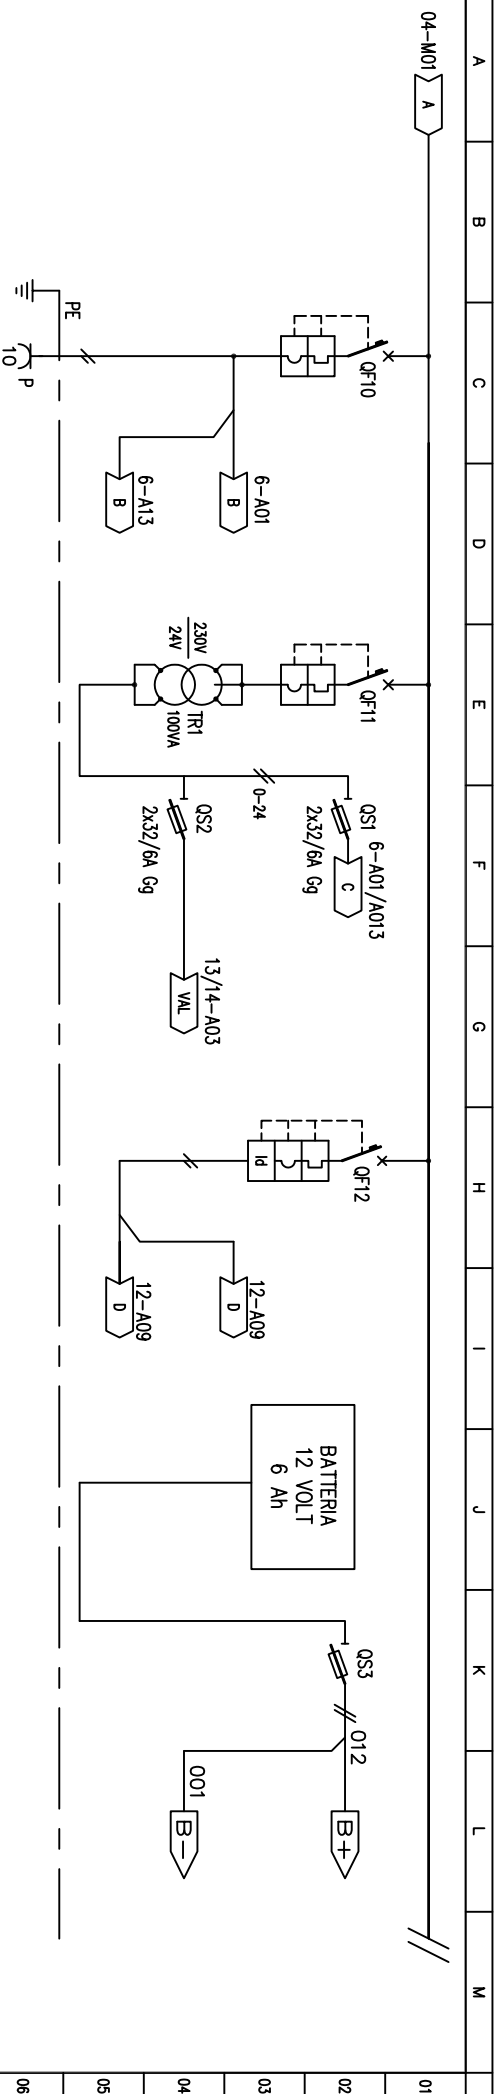 A B C D E F G H I J K L M
04-M01
A
QF10
6-A01
B
6-A13
B
PE
P
10
QF11
230V
24V
TR1
100VA
0-24
QS1
2x32/6A Gg
6-A01/A013
C
QS2
2x32/6A Gg
13/14-A03
VAL
QF12
Id
12-A09
D
12-A09
D
BATTERIA
12 VOLT
6 Ah
QS3
012
B+
001
B-
01
02
03
04
05
06